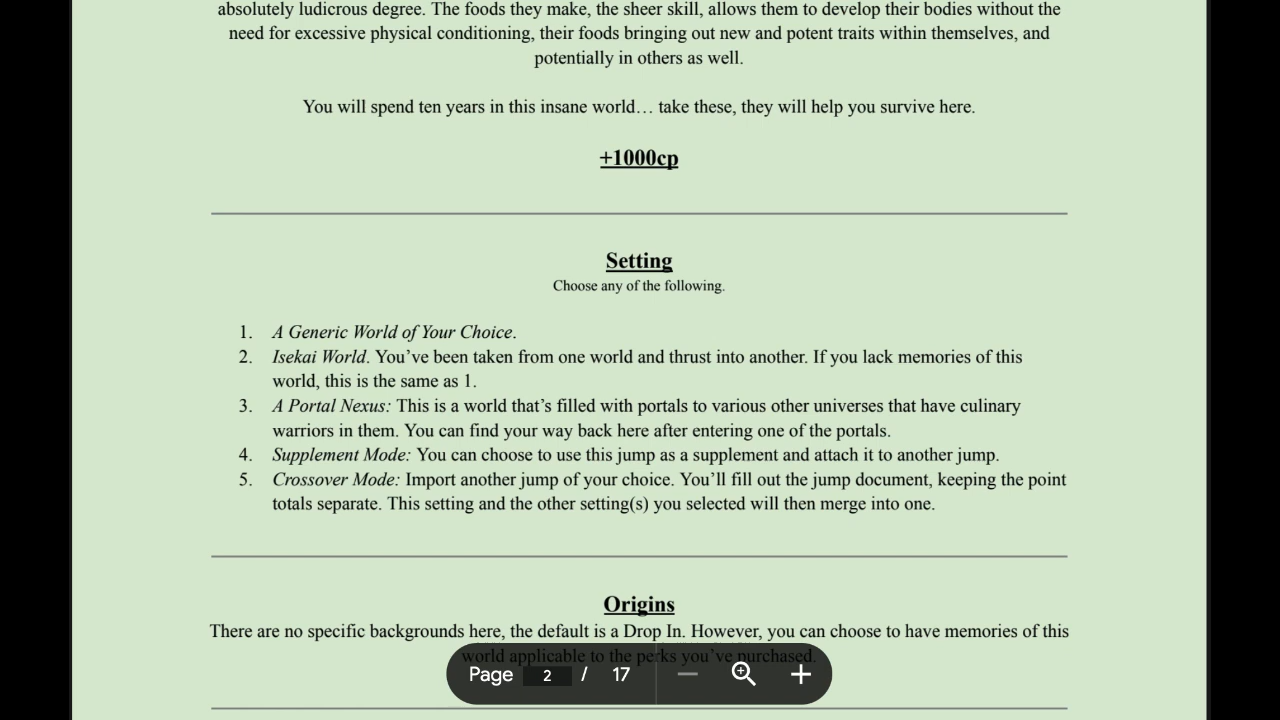 absolutely ludicrous degree. The foods they make, the sheer skill, allows them to develop their bodies without the
need for excessive physical conditioning, their foods bringing out new and potent traits within themselves, and
potentially in others as well.
You will spend ten years in this insane world… take these, they will help you survive here.
+1000cp
Setting
Choose any of the following.
1. A Generic World of Your Choice.
2. Isekai World. You’ve been taken from one world and thrust into another. If you lack memories of this
world, this is the same as 1.
3. A Portal Nexus: This is a world that’s filled with portals to various other universes that have culinary
warriors in them. You can find your way back here after entering one of the portals.
4. Supplement Mode: You can choose to use this jump as a supplement and attach it to another jump.
5. Crossover Mode: Import another jump of your choice. You’ll fill out the jump document, keeping the point
totals separate. This setting and the other setting(s) you selected will then merge into one.
Origins
There are no specific backgrounds here, the default is a Drop In. However, you can choose to have memories of this
world applicable to the perks you’ve purchased.
Page 2 / 17